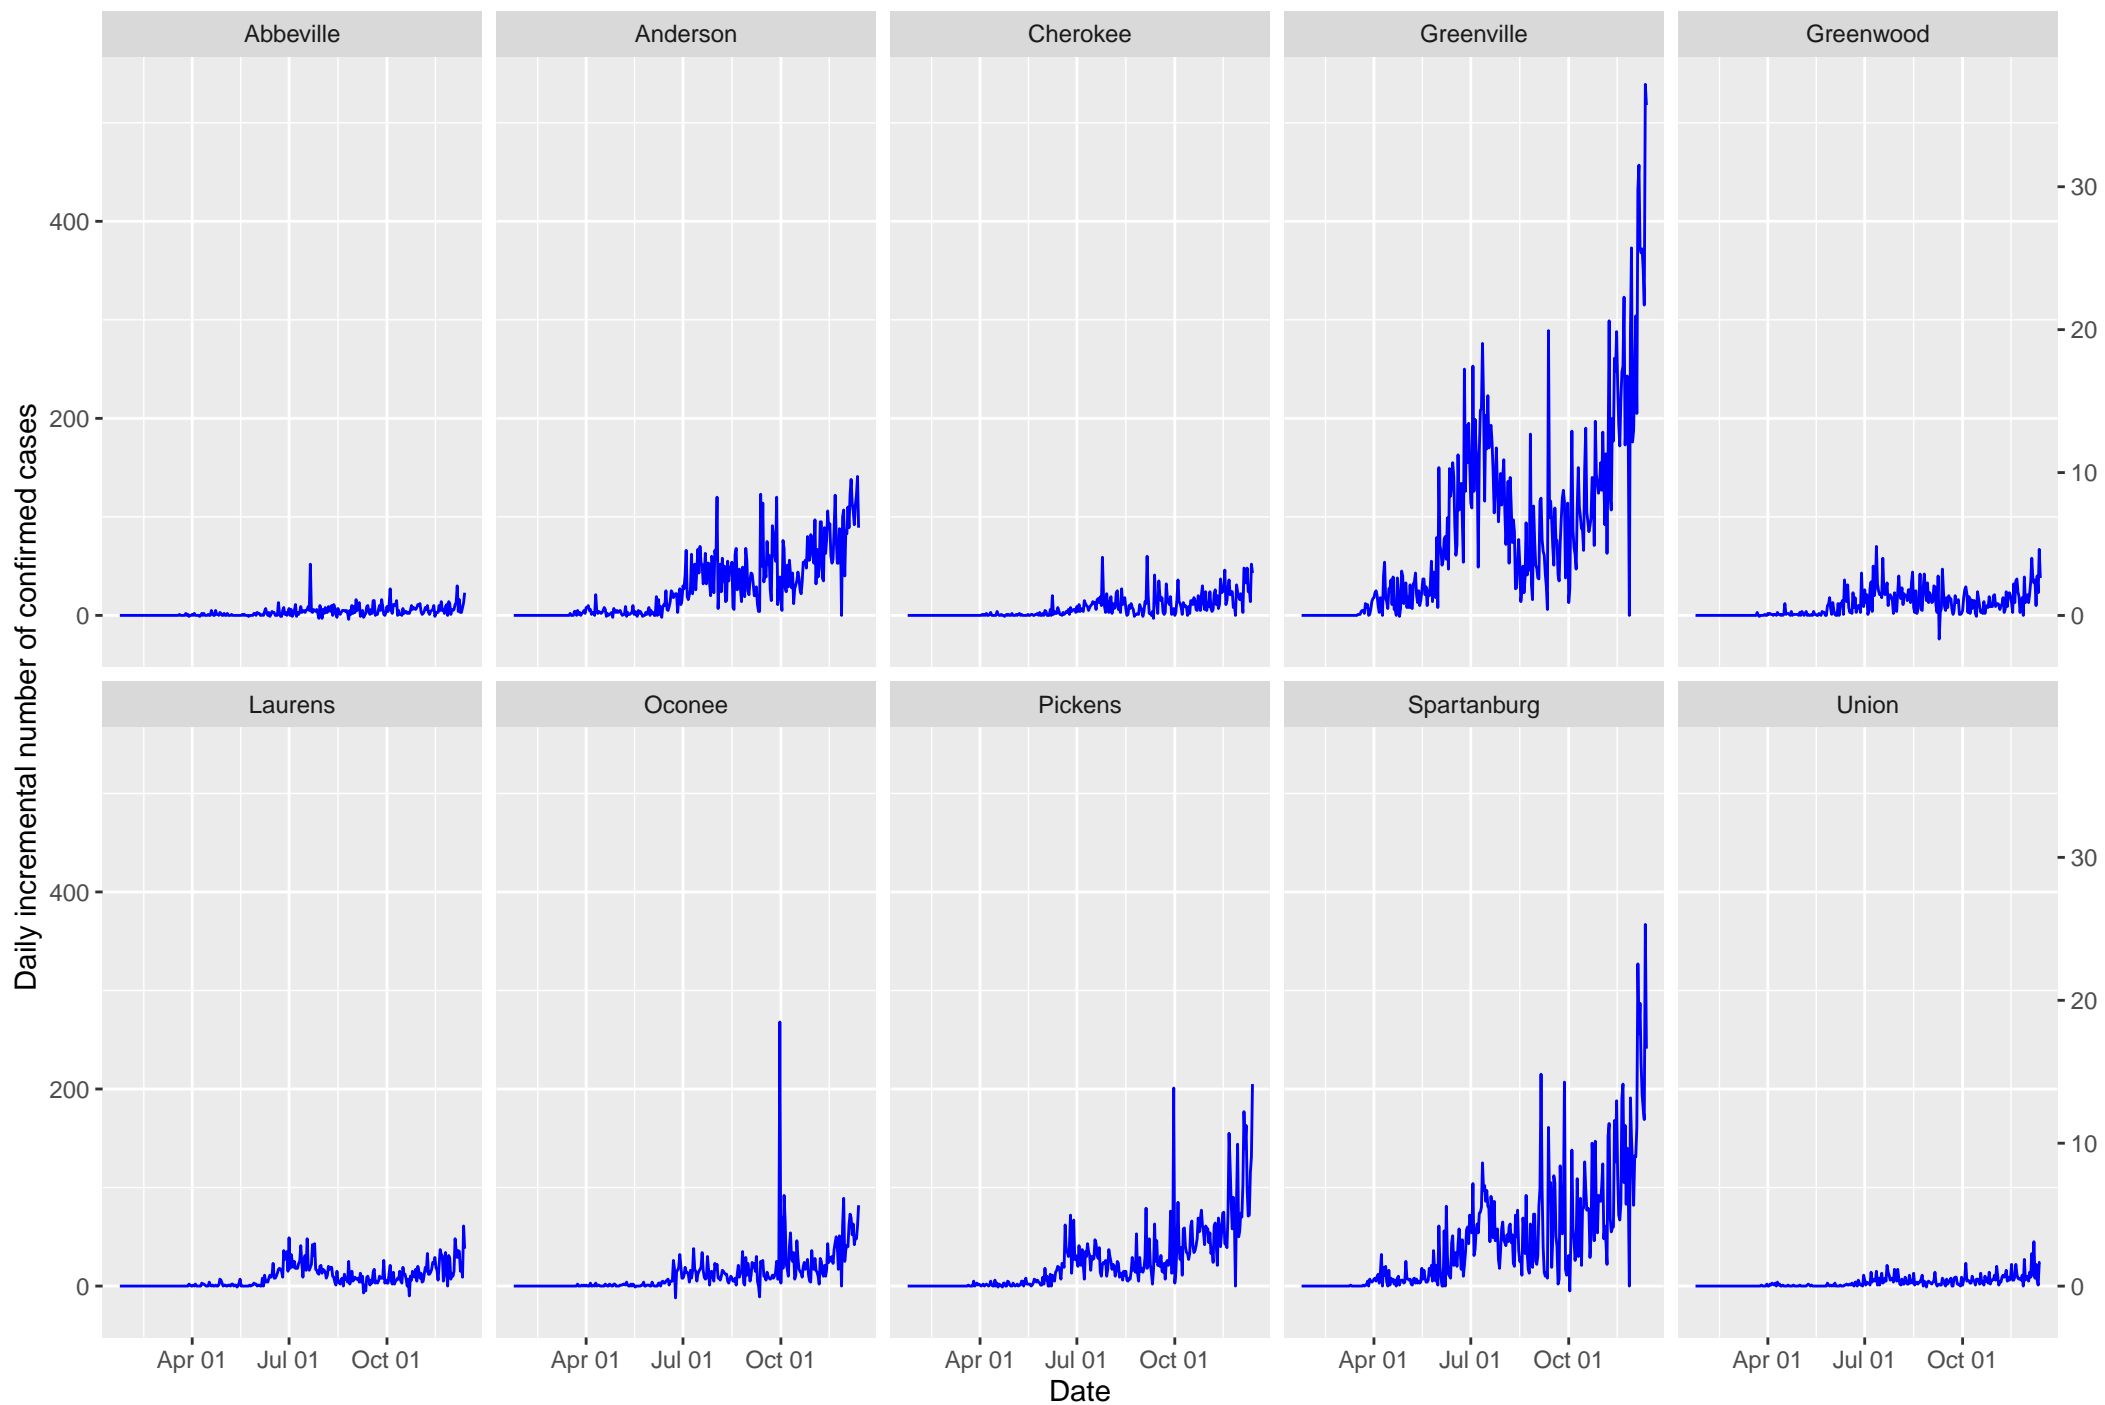 Abbeville Anderson Cherokee Greenville Greenwood
400
200
0
30
20
10
0
Daily incremental number of confirmed cases
Laurens Oconee Pickens Spartanburg Union
400
200
0
30
20
10
0
Apr 01 Jul 01 Oct 01 Apr 01 Jul 01 Oct 01 Apr 01 Jul 01 Oct 01 Apr 01 Jul 01 Oct 01 Apr 01 Jul 01 Oct 01
Date